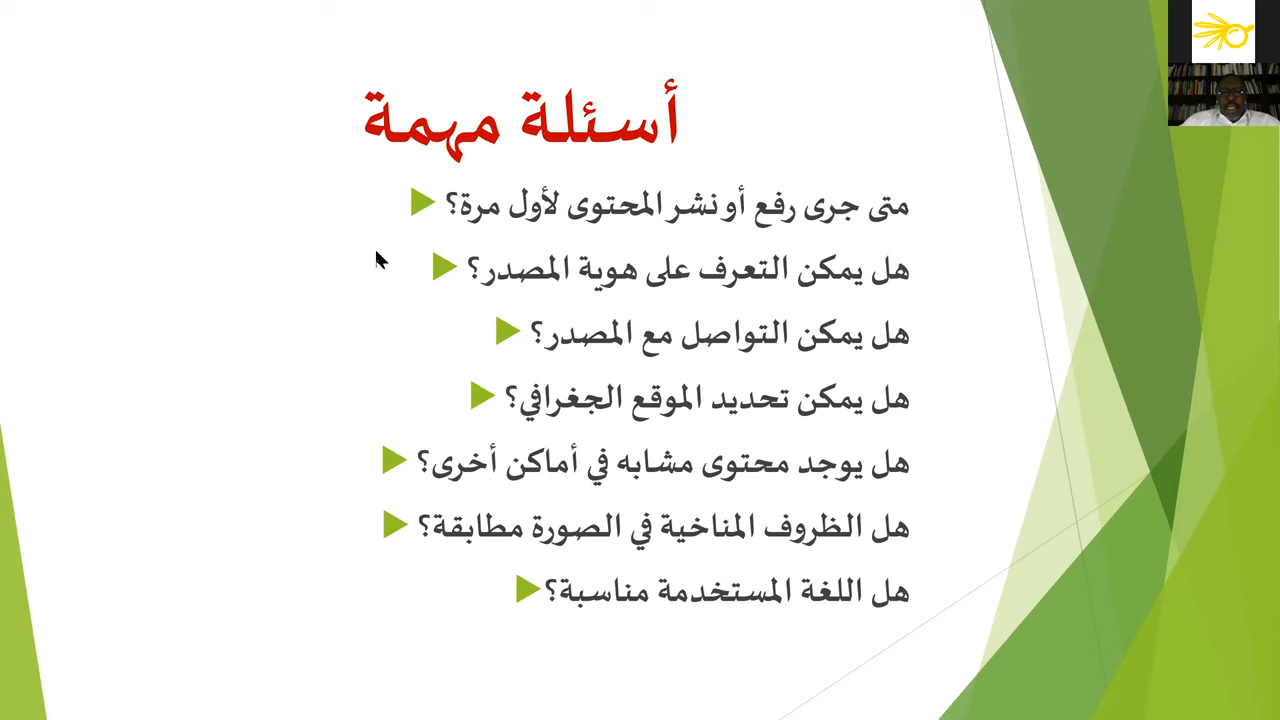 أسئلة مهمة
متى جرى رفع أو نشر المحتوى لأول مرة؟
هل يمكن التعرف على هوية المصدر؟
هل يمكن التواصل مع المصدر؟
هل يمكن تحديد الموقع الجغرافي؟
هل يوجد محتوى مشابه في أماكن أخرى؟
هل الظروف المناخية في الصورة مطابقة؟
هل اللغة المستخدمة مناسبة؟